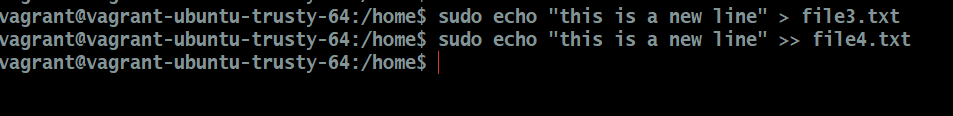 vagrant@vagrant-ubuntu-trusty-64:/home$ sudo echo "this is a new line" > file3.txt
vagrant@vagrant-ubuntu-trusty-64:/home$ sudo echo "this is a new line" >> file4.txt
vagrant@vagrant-ubuntu-trusty-64:/home$